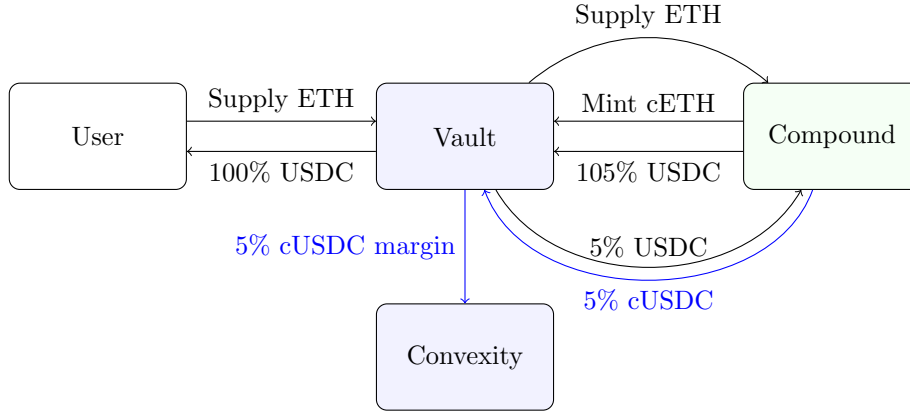 Supply ETH
User
Supply ETH
100% USDC
Vault
Mint cETH
105% USDC
Compound
5% cUSDC margin
5% USDC
5% cUSDC
Convexity